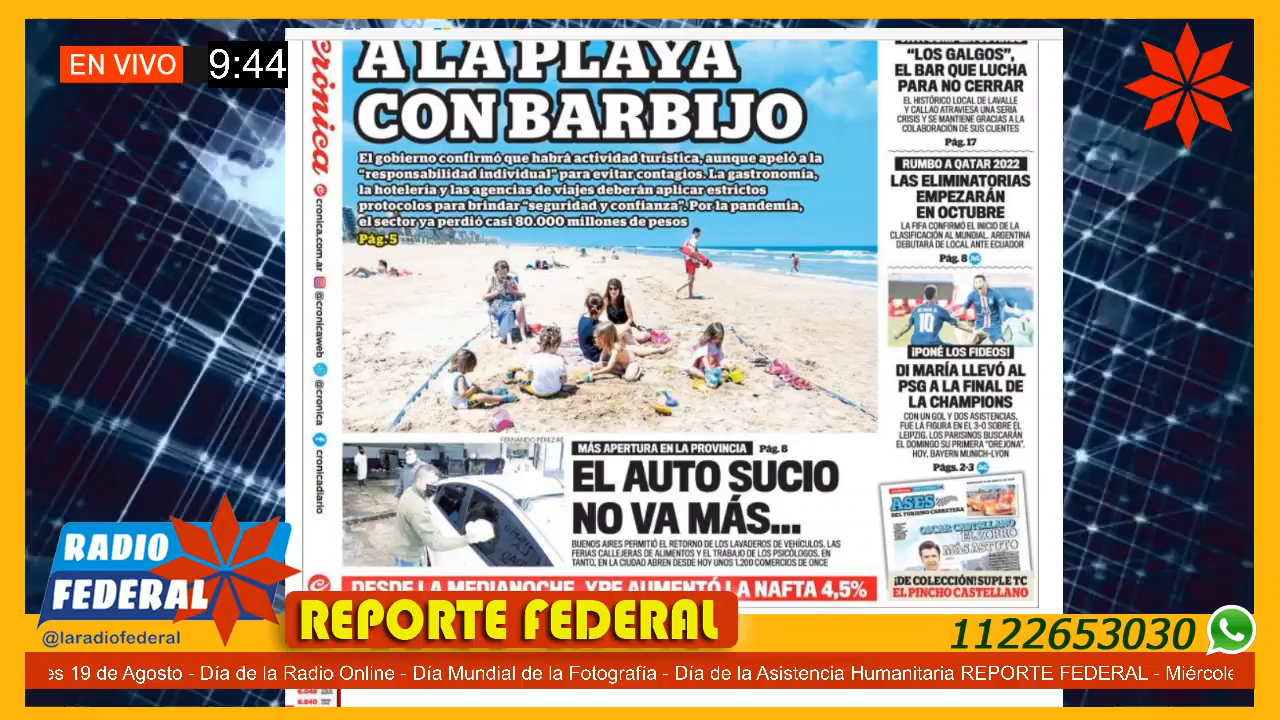 EN VIVO
9:44
crónica
cronica.com.ar
@cronicaweb
@cronica
cronicadiario
A LA PLAYA
CON BARBIJO
El gobierno confirmó que habrá actividad turística, aunque apeló a la
"responsabilidad individual" para evitar contagios. La gastronomía,
la hotelería y las agencias de viajes deberán aplicar estrictos
protocolos para brindar "seguridad y confianza". Por la pandemia,
el sector ya perdió casi 80.000 millones de pesos
Pág. 5
"LOS GALGOS",
EL BAR QUE LUCHA
PARA NO CERRAR
EL HISTÓRICO LOCAL DE LAVALLE
Y CALLAO ATRAVIESA UNA SERIA
CRISIS Y SE MANTIENE GRACIAS A LA
COLABORACIÓN DE SUS CLIENTES
Pág. 17
RUMBO A QATAR 2022
LAS ELIMINATORIAS
EMPEZARÁN
EN OCTUBRE
LA FIFA CONFIRMÓ EL INICIO DE LA
CLASIFICACIÓN AL MUNDIAL. ARGENTINA
DEBUTARÁ DE LOCAL ANTE ECUADOR
Pág. 8
10
¡PONÉ LOS FIDEOS!
DI MARÍA LLEVÓ AL
PSG A LA FINAL DE
LA CHAMPIONS
CON UN GOL Y DOS ASISTENCIAS,
FUE LA FIGURA EN EL 3-0 SOBRE EL
LEIPZIG. LOS PARISINOS BUSCARÁN
EL DOMINGO SU PRIMERA "OREJONA".
HOY, BAYERN MUNICH-LYON
Págs. 2-3
ASES
DEL TURISMO CARRETERA
OSCAR CASTELLANO
EL ZORRO
MÁS ASTUTO
¡DE COLECCIÓN! SUPLE TC
EL PINCHO CASTELLANO
FERNANDO PÉREZ RÉ
MÁS APERTURA EN LA PROVINCIA Pág. 8
EL AUTO SUCIO
NO VA MÁS...
BUENOS AIRES PERMITIÓ EL RETORNO DE LOS LAVADEROS DE VEHÍCULOS, LAS
FERIAS CALLEJERAS DE ALIMENTOS Y EL TRABAJO DE LOS PSICÓLOGOS. EN
TANTO, EN LA CIUDAD ABREN DESDE HOY UNOS 1.200 COMERCIOS DE ONCE
DESDE LA MEDIANOCHE, YPF AUMENTÓ LA NAFTA 4,5%
RADIO
FEDERAL
@laradiofederal
REPORTE FEDERAL
1122653030
es 19 de Agosto - Día de la Radio Online - Día Mundial de la Fotografía - Día de la Asistencia Humanitaria REPORTE FEDERAL - Miércole